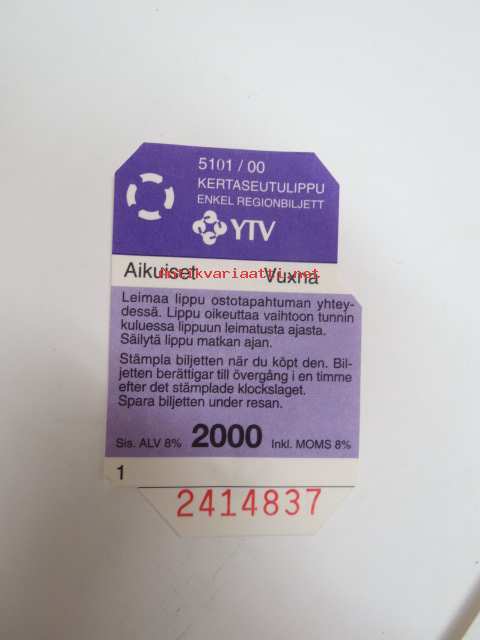 5101 / 00
KERTASEUTULIPPU
ENKEL REGIONBILJETT
YTV
Aikuiset Vuxna
Antikvariaatti.net
Leimaa lippu ostotapahtuman yhtey-
dessä. Lippu oikeuttaa vaihtoon tunnin
kuluessa lippuun leimatusta ajasta.
Säilytä lippu matkan ajan.
Stämpla biljetten när du köpt den. Bil-
jetten berättigar till övergång i en timme
efter det stämplade klockslaget.
Spara biljetten under resan.
Sis. ALV 8% 2000 Inkl. MOMS 8%
1
2414837